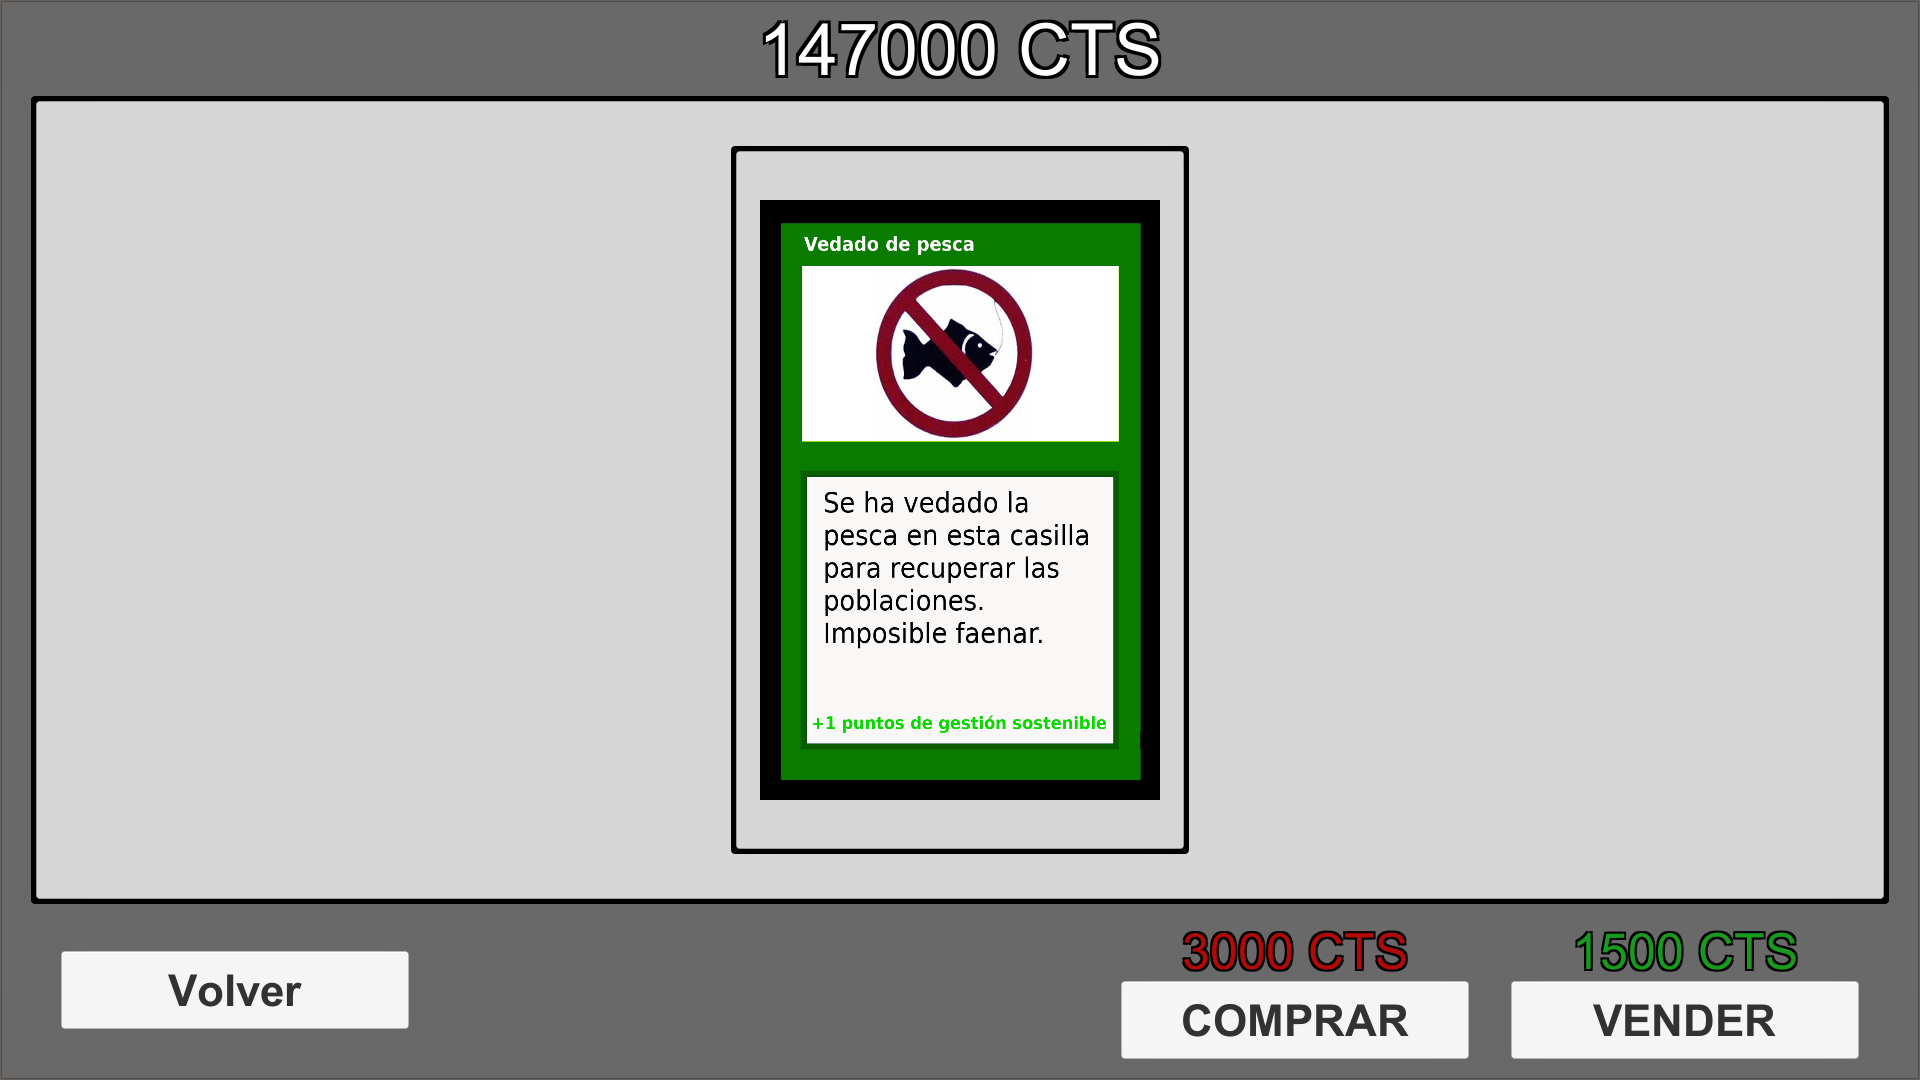 147000 CTS
Vedado de pesca
Se ha vedado la
pesca en esta casilla
para recuperar las
poblaciones.
Imposible faenar.
+1 puntos de gestión sostenible
Volver
3000 CTS
COMPRAR
1500 CTS
VENDER